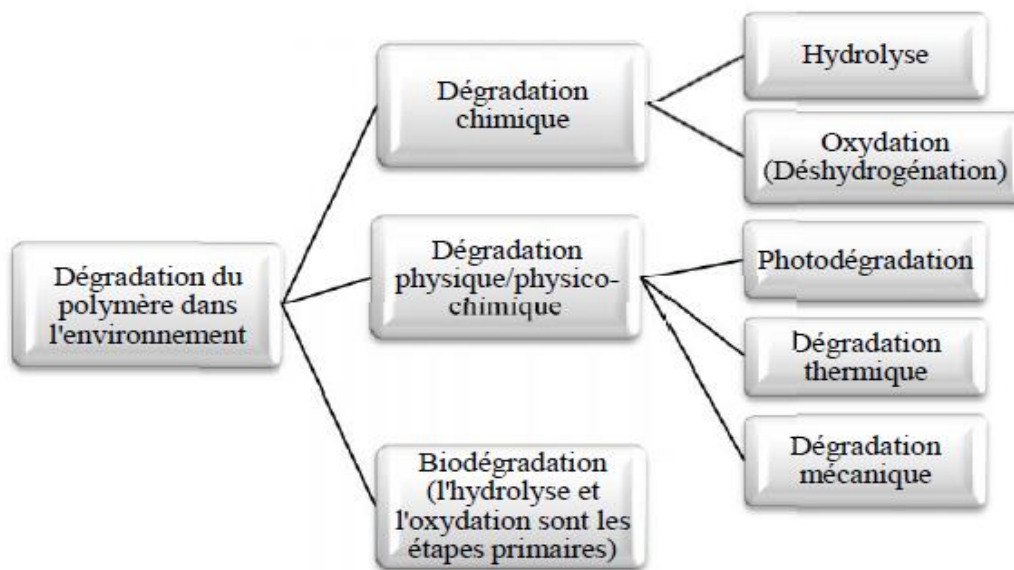 Dégradation du
polymère dans
l'environnement
Dégradation
chimique
Hydrolyse
Oxydation
(Déshydrogénation)
Dégradation
physique/physico-
chimique
Photodégradation
Dégradation
thermique
Dégradation
mécanique
Biodégradation
(l'hydrolyse et
l'oxydation sont les
étapes primaires)